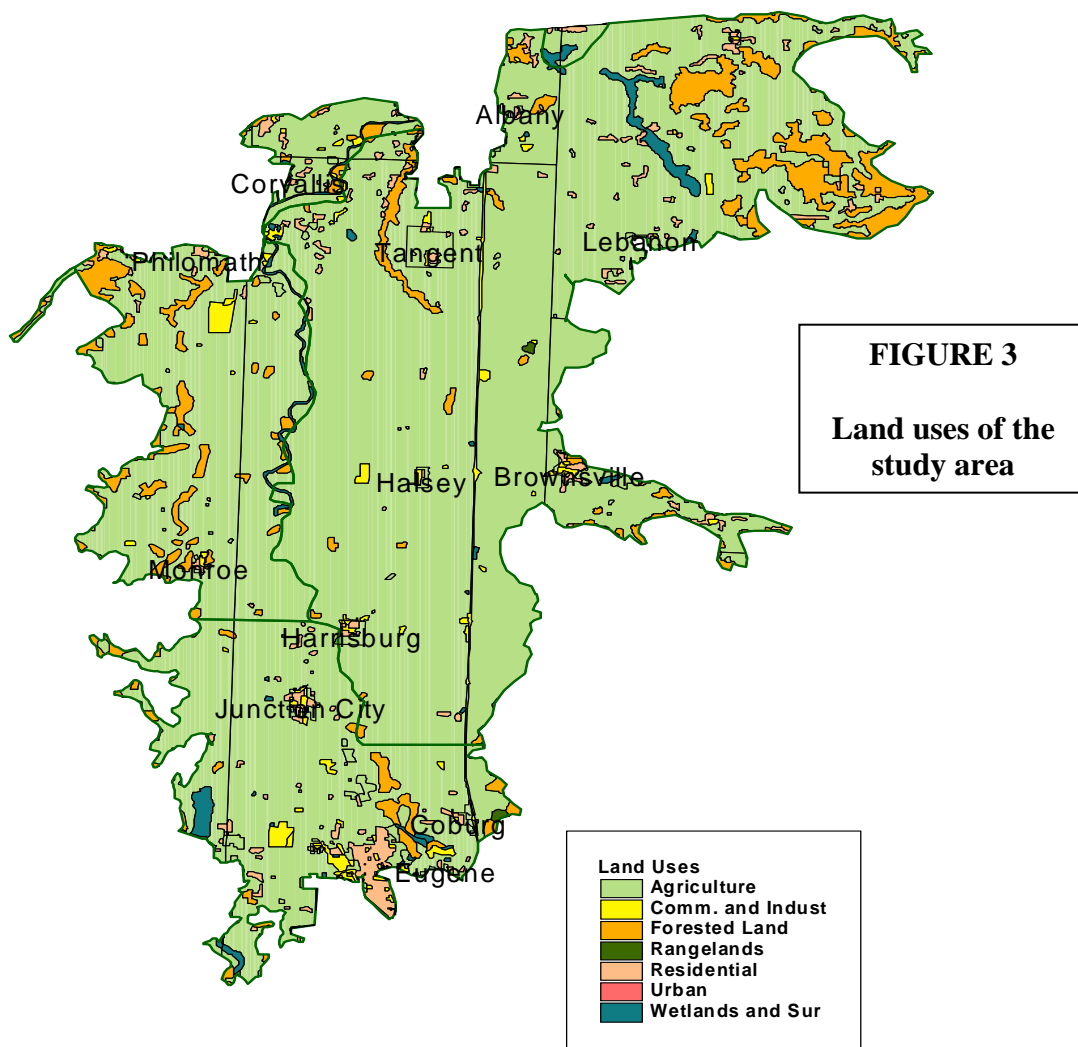 Albany
Corvallis
Tangent
Lebanon
Philomath
FIGURE 3
Land uses of the
study area
Halsey
Brownsville
Monroe
Harrisburg
Junction City
Coburg
Eugene
Land Uses
Agriculture
Comm. and Indust
Forested Land
Rangelands
Residential
Urban
Wetlands and Sur